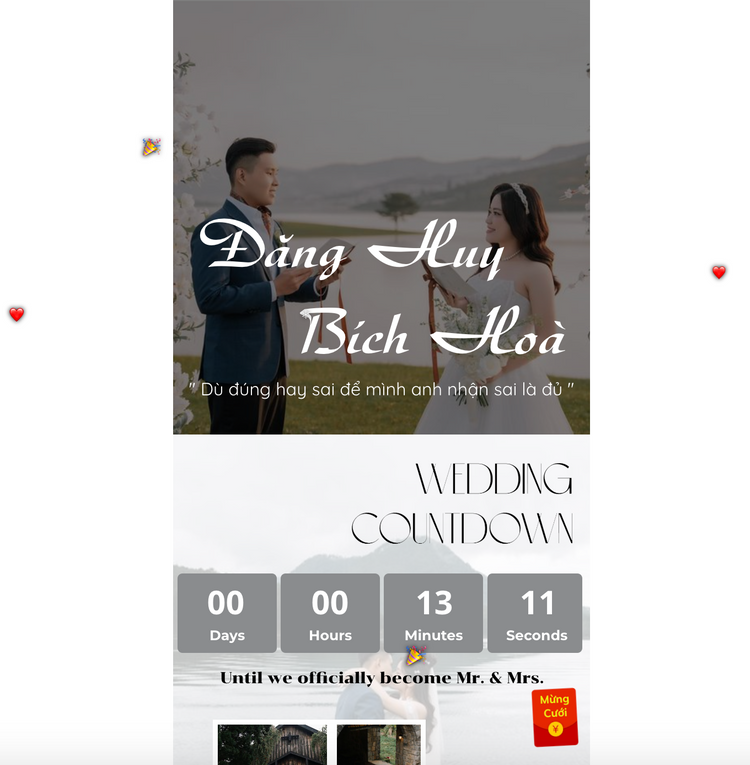 Đăng Huy
Bích Hoà
" Dù đúng hay sai để mình anh nhận sai là đủ "
WEDDING
COUNTDOWN
00 00 13 11
Days Hours Minutes Seconds
Until we officially become Mr. & Mrs.
Mừng
Cưới
¥